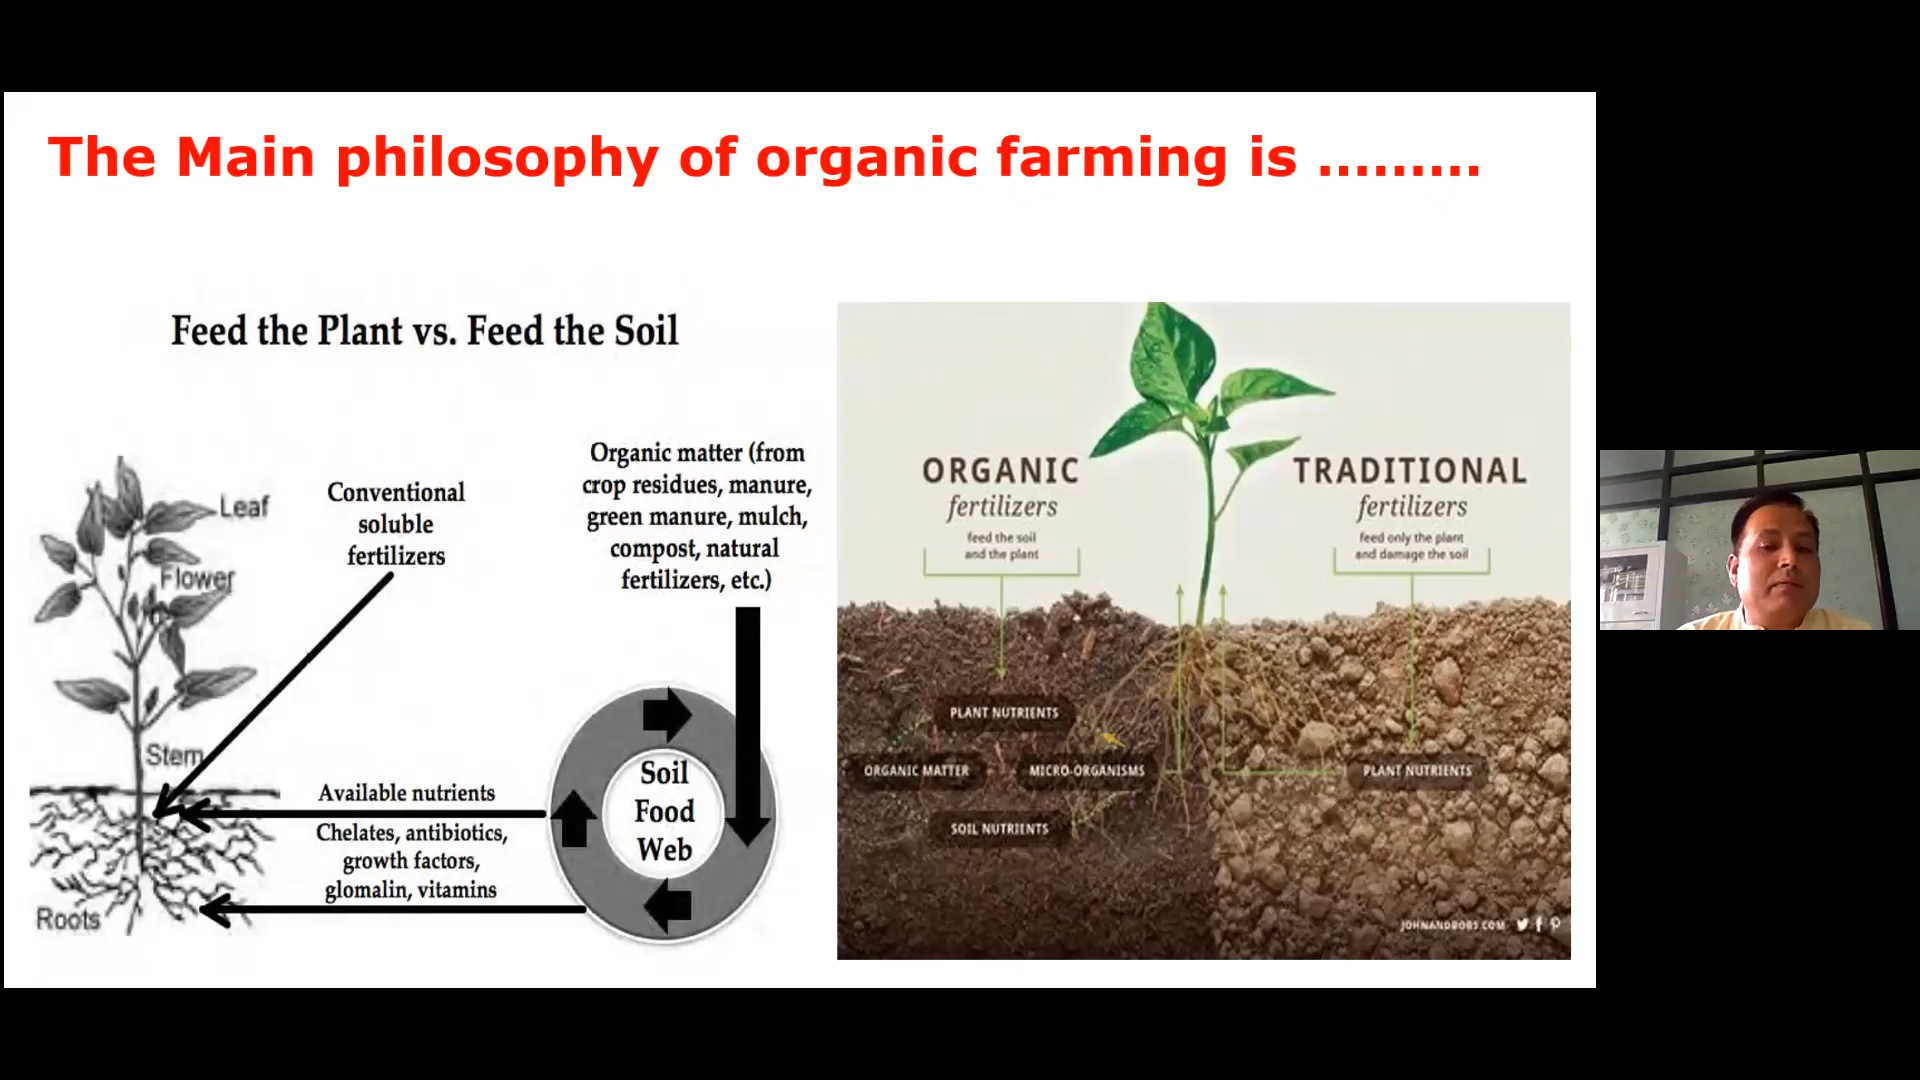 The Main philosophy of organic farming is .........
Feed the Plant vs. Feed the Soil
Leaf
Flower
Stem
Roots
Conventional
soluble
fertilizers
Organic matter (from
crop residues, manure,
green manure, mulch,
compost, natural
fertilizers, etc.)
Available nutrients
Chelates, antibiotics,
growth factors,
glomalin, vitamins
Soil
Food
Web
ORGANIC
fertilizers
feed the soil
and the plant
TRADITIONAL
fertilizers
feed only the plant
and damage the soil
PLANT NUTRIENTS
ORGANIC MATTER
MICRO-ORGANISMS
SOIL NUTRIENTS
PLANT NUTRIENTS
JOHNANDBOBS.COM